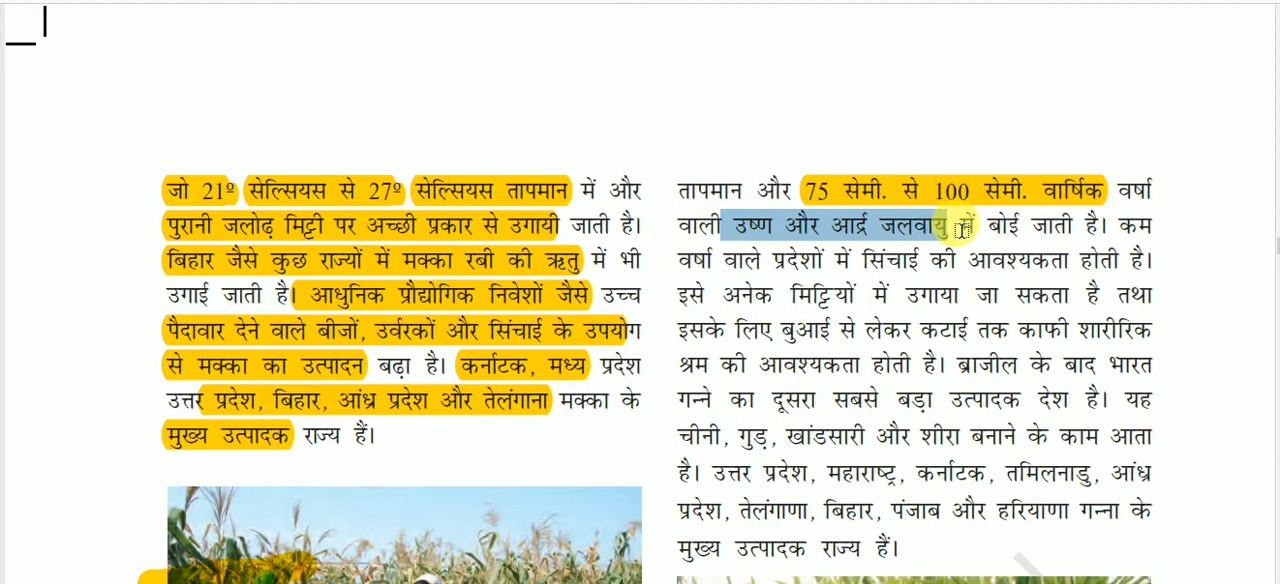 जो 21º सेल्सियस से 27º सेल्सियस तापमान में और
पुरानी जलोढ़ मिट्टी पर अच्छी प्रकार से उगायी जाती है।
बिहार जैसे कुछ राज्यों में मक्का रबी की ऋतु में भी
उगाई जाती है। आधुनिक प्रौद्योगिक निवेशों जैसे उच्च
पैदावार देने वाले बीजों, उर्वरकों और सिंचाई के उपयोग
से मक्का का उत्पादन बढ़ा है। कर्नाटक, मध्य प्रदेश
उत्तर प्रदेश, बिहार, आंध्र प्रदेश और तेलंगाना मक्का के
मुख्य उत्पादक राज्य हैं।
तापमान और 75 सेमी. से 100 सेमी. वार्षिक वर्षा
वाली उष्ण और आर्द्र जलवायु में बोई जाती है। कम
वर्षा वाले प्रदेशों में सिंचाई की आवश्यकता होती है।
इसे अनेक मिट्टियों में उगाया जा सकता है तथा
इसके लिए बुआई से लेकर कटाई तक काफी शारीरिक
श्रम की आवश्यकता होती है। ब्राजील के बाद भारत
गन्ने का दूसरा सबसे बड़ा उत्पादक देश है। यह
चीनी, गुड़, खांडसारी और शीरा बनाने के काम आता
है। उत्तर प्रदेश, महाराष्ट्र, कर्नाटक, तमिलनाडु, आंध्र
प्रदेश, तेलंगाणा, बिहार, पंजाब और हरियाणा गन्ना के
मुख्य उत्पादक राज्य हैं।